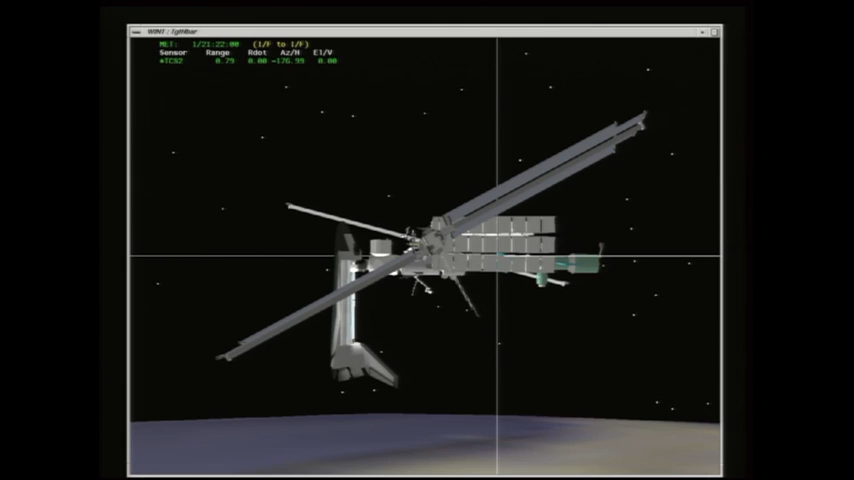 MET: 1/21:22:00 (I/F to I/F)
Sensor Range Rdot Az/H El/V
*TCS2 0.79 0.00 -176.99 0.00